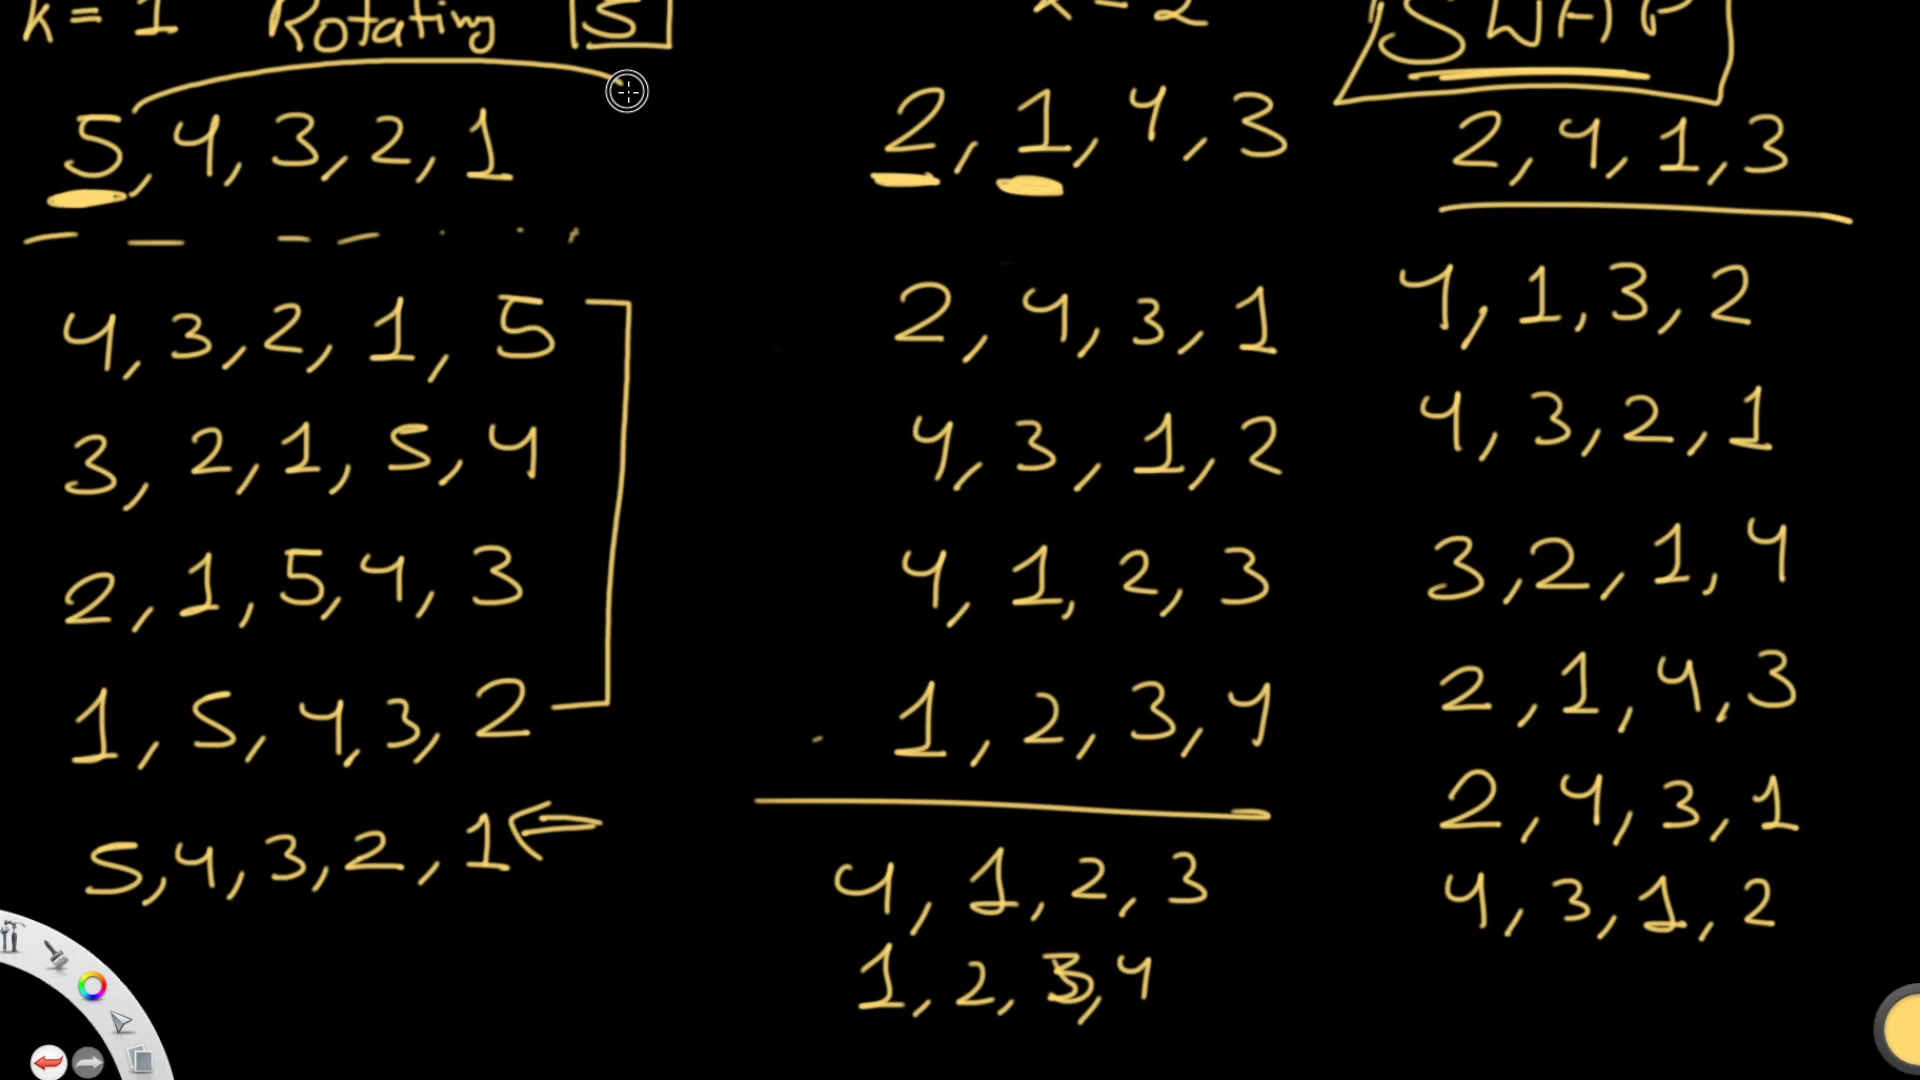 k = 1 Rotating 5
5, 4, 3, 2, 1
4, 3, 2, 1, 5
3, 2, 1, 5, 4
2, 1, 5, 4, 3
1, 5, 4, 3, 2
5, 4, 3, 2, 1
k = 2
2, 1, 4, 3
2, 4, 3, 1
4, 3, 1, 2
4, 1, 2, 3
1, 2, 3, 4
4, 1, 2, 3
1, 2, 3, 4
SWAP
2, 4, 1, 3
4, 1, 3, 2
4, 3, 2, 1
3, 2, 1, 4
2, 1, 4, 3
2, 4, 3, 1
4, 3, 1, 2